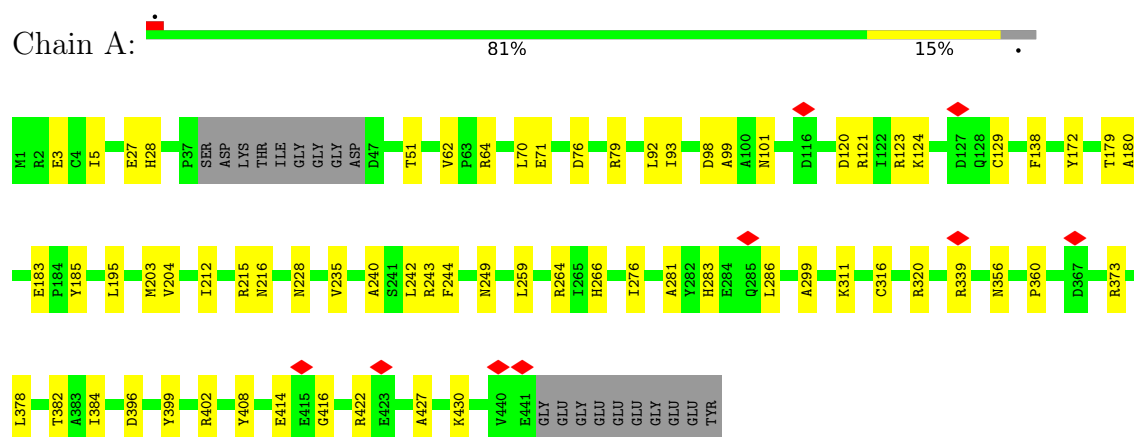 Chain A:
81% 15%
M1 R2 E3 C4 I5 E27 H28 P37 SER ASP LYS THR ILE GLY GLY GLY ASP D47 T51 V62 P63 R64 L70 E71 D76 R79 L92 I93 D98 A99 A100 N101 D116 D120 R121 I122 R123 K124 D127 Q128 C129 F138 Y172 T179 A180
E183 P184 Y185 L195 M203 V204 I212 R215 N216 N228 V235 A240 S241 L242 R243 F244 N249 L259 R264 I265 H266 I276 A281 Y282 H283 E284 Q285 L286 A299 K311 C316 R320 R339 N356 P360 D367 R373
L378 T382 A383 I384 D396 Y399 R402 Y408 E414 E415 G416 R422 E423 A427 K430 V440 E441 GLY GLU GLY GLU GLU GLU GLY GLU GLU TYR